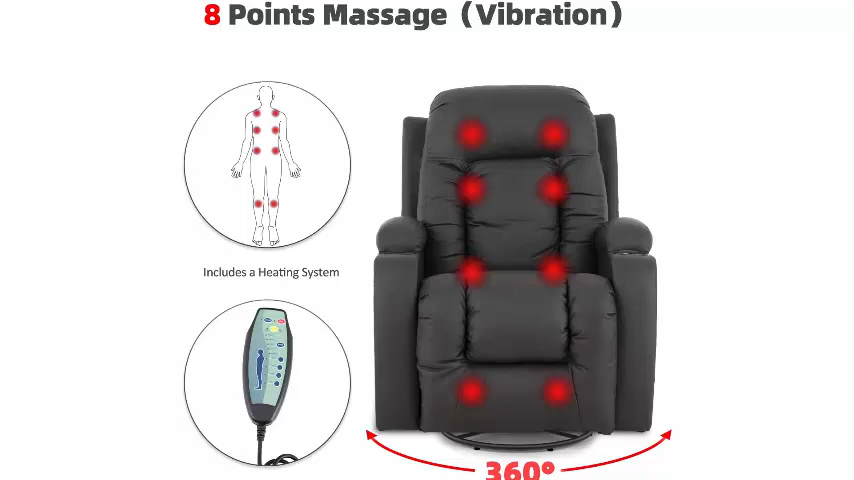 8 Points Massage（Vibration）
Includes a Heating System
360°